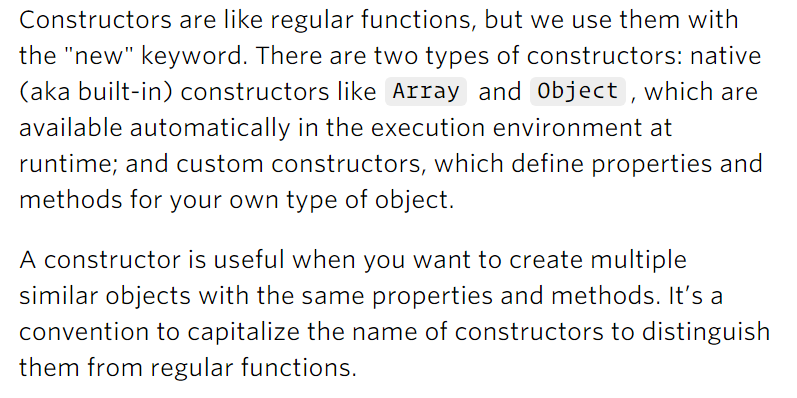 Constructors are like regular functions, but we use them with
the "new" keyword. There are two types of constructors: native
(aka built-in) constructors like Array and Object , which are
available automatically in the execution environment at
runtime; and custom constructors, which define properties and
methods for your own type of object.
A constructor is useful when you want to create multiple
similar objects with the same properties and methods. It’s a
convention to capitalize the name of constructors to distinguish
them from regular functions.